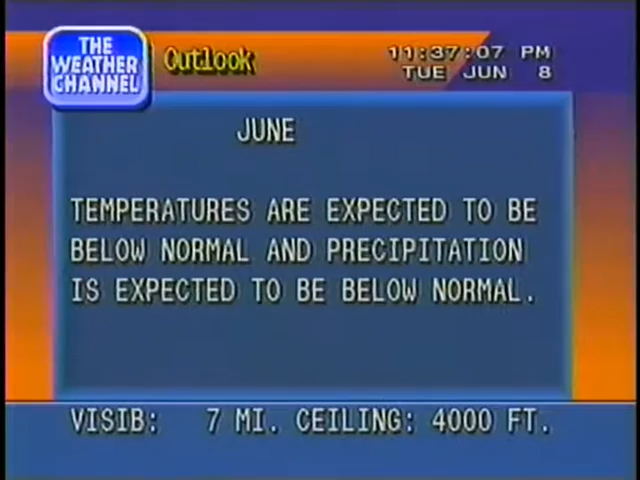 THE
WEATHER
CHANNEL
Outlook
11:37:07 PM
TUE JUN 8
JUNE
TEMPERATURES ARE EXPECTED TO BE
BELOW NORMAL AND PRECIPITATION
IS EXPECTED TO BE BELOW NORMAL.
VISIB: 7 MI. CEILING: 4000 FT.